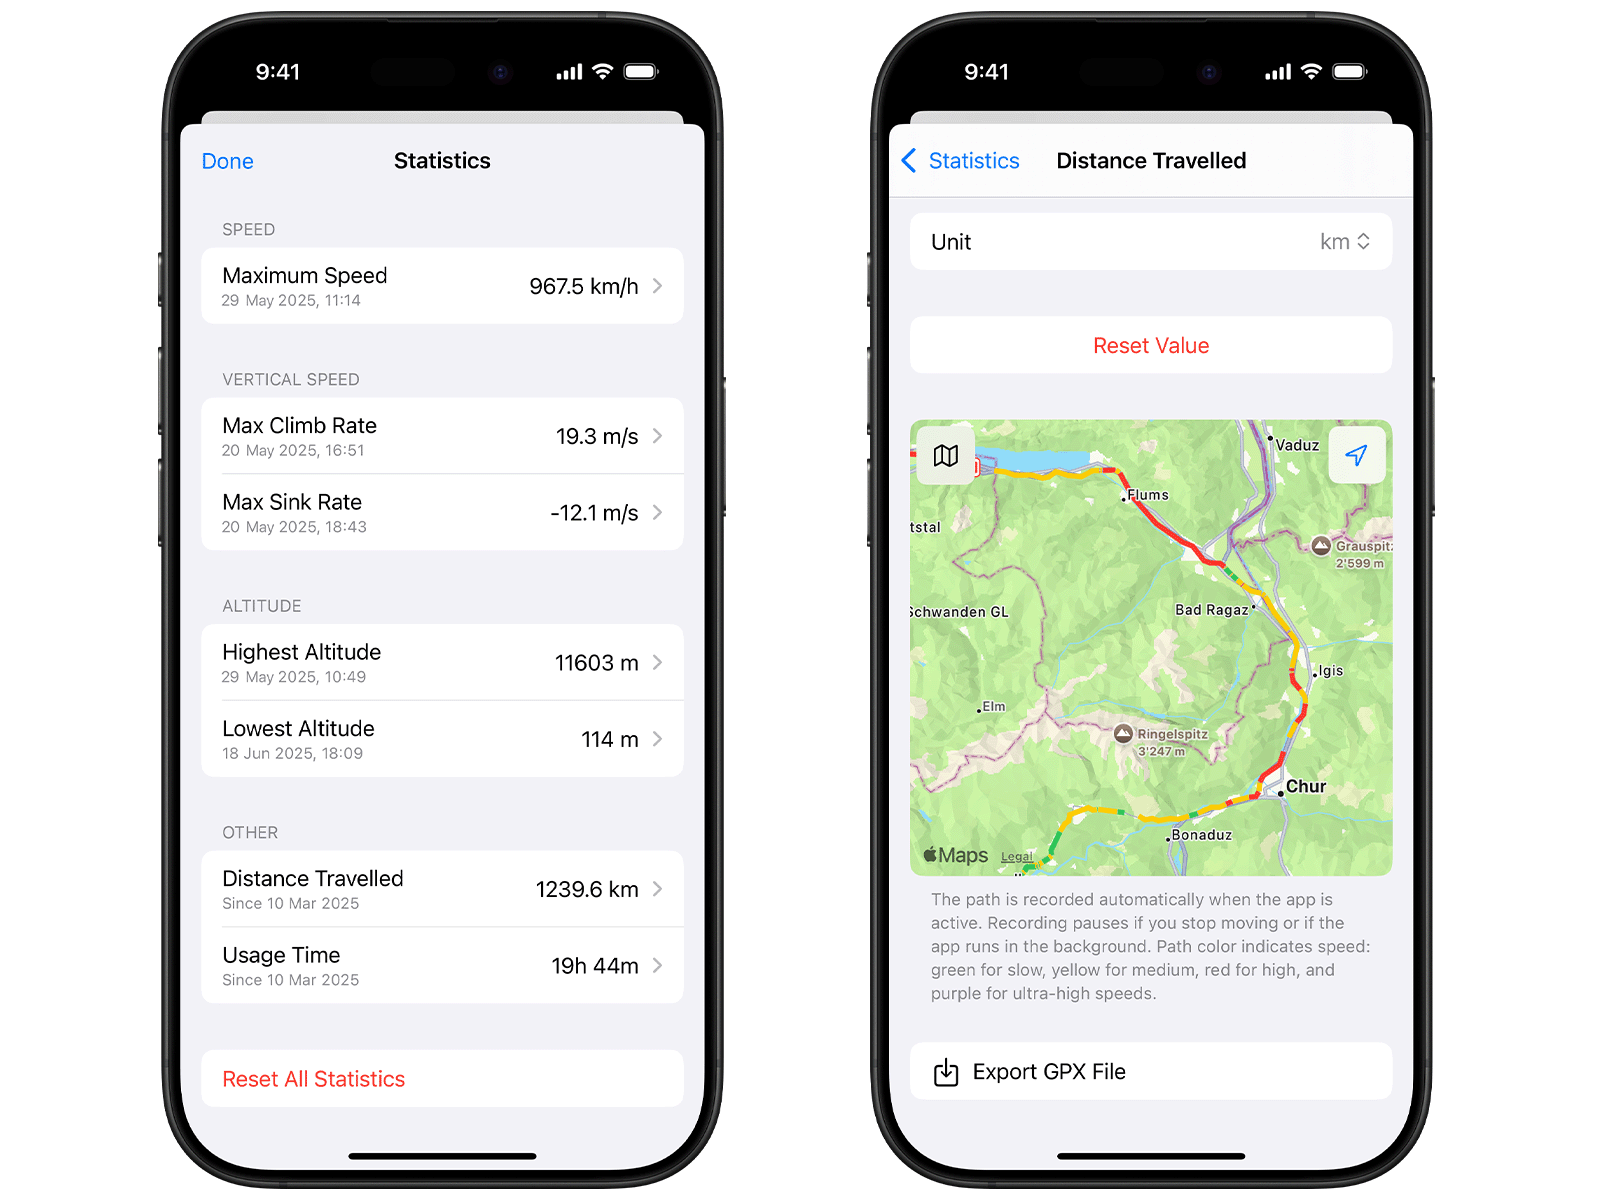 9:41
Done
Statistics
SPEED
Maximum Speed
29 May 2025, 11:14
967.5 km/h
VERTICAL SPEED
Max Climb Rate
20 May 2025, 16:51
19.3 m/s
Max Sink Rate
20 May 2025, 18:43
-12.1 m/s
ALTITUDE
Highest Altitude
29 May 2025, 10:49
11603 m
Lowest Altitude
18 Jun 2025, 18:09
114 m
OTHER
Distance Travelled
Since 10 Mar 2025
1239.6 km
Usage Time
Since 10 Mar 2025
19h 44m
Reset All Statistics
9:41
Statistics
Distance Travelled
Unit
km
Reset Value
Vaduz
Flums
tstal
Grauspitz
2'599 m
Bad Ragaz
Schwanden GL
Igis
Elm
Ringelspitz
3'247 m
Chur
Bonaduz
Maps
Legal
The path is recorded automatically when the app is
active. Recording pauses if you stop moving or if the
app runs in the background. Path color indicates speed:
green for slow, yellow for medium, red for high, and
purple for ultra-high speeds.
Export GPX File